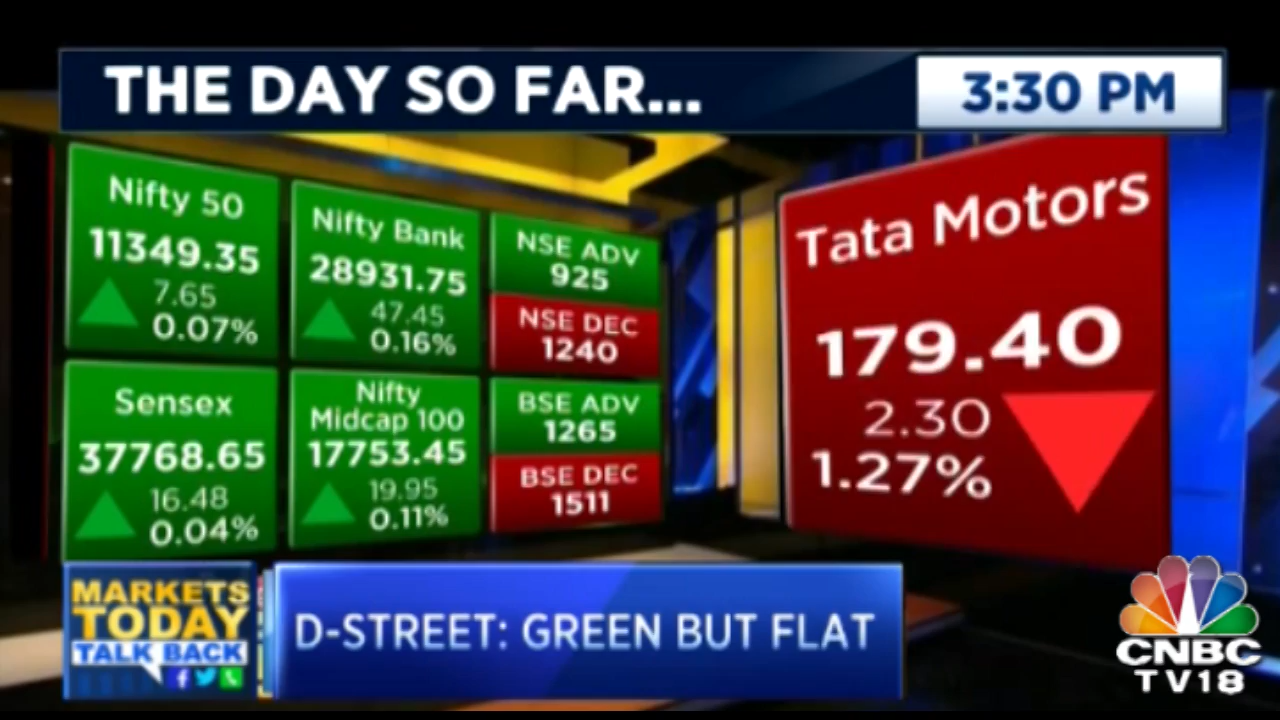 THE DAY SO FAR...
3:30 PM
Nifty 50
11349.35
7.65
0.07%
Nifty Bank
28931.75
47.45
0.16%
NSE ADV
925
NSE DEC
1240
Sensex
37768.65
16.48
0.04%
Nifty
Midcap 100
17753.45
19.95
0.11%
BSE ADV
1265
BSE DEC
1511
Tata Motors
179.40
2.30
1.27%
MARKETS
TODAY
TALK BACK
D-STREET: GREEN BUT FLAT
CNBC
TV18